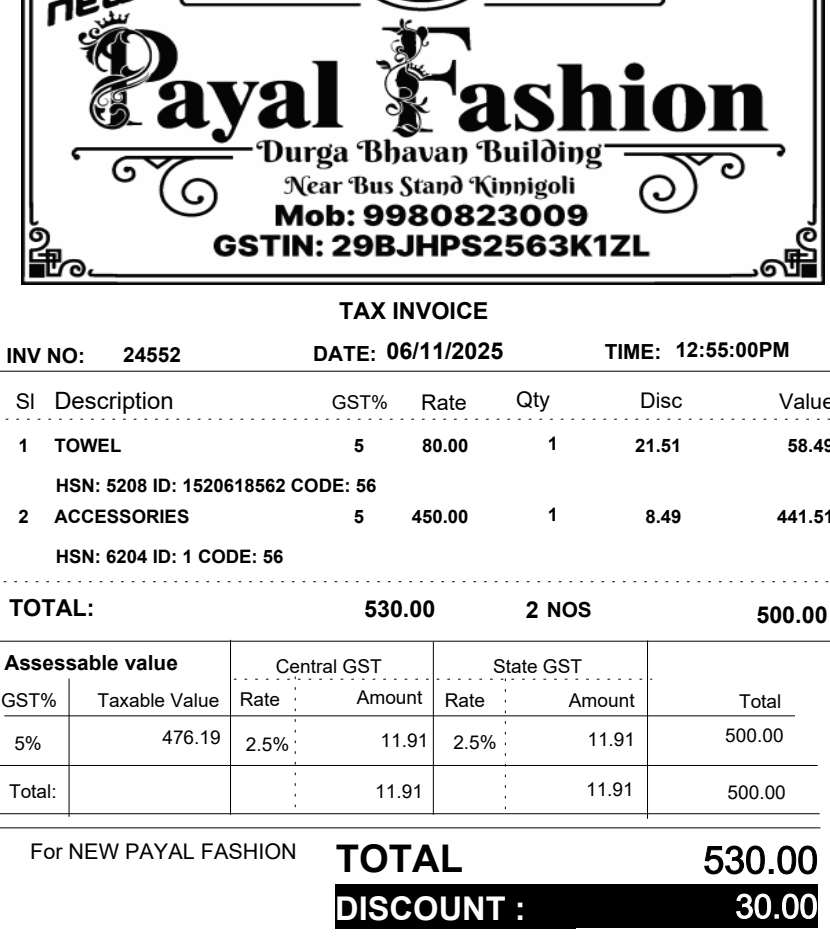 new
Payal Fashion
Durga Bhavan Building
Near Bus Stand Kinnigoli
Mob: 9980823009
GSTIN: 29BJHPS2563K1ZL
TAX INVOICE
INV NO: 24552 DATE: 06/11/2025 TIME: 12:55:00PM
Sl Description GST% Rate Qty Disc Value
1 TOWEL 5 80.00 1 21.51 58.49
HSN: 5208 ID: 1520618562 CODE: 56
2 ACCESSORIES 5 450.00 1 8.49 441.51
HSN: 6204 ID: 1 CODE: 56
TOTAL: 530.00 2 NOS 500.00
Assessable value Central GST State GST
GST% Taxable Value Rate Amount Rate Amount Total
5% 476.19 2.5% 11.91 2.5% 11.91 500.00
Total: 11.91 11.91 500.00
For NEW PAYAL FASHION TOTAL 530.00
DISCOUNT : 30.00